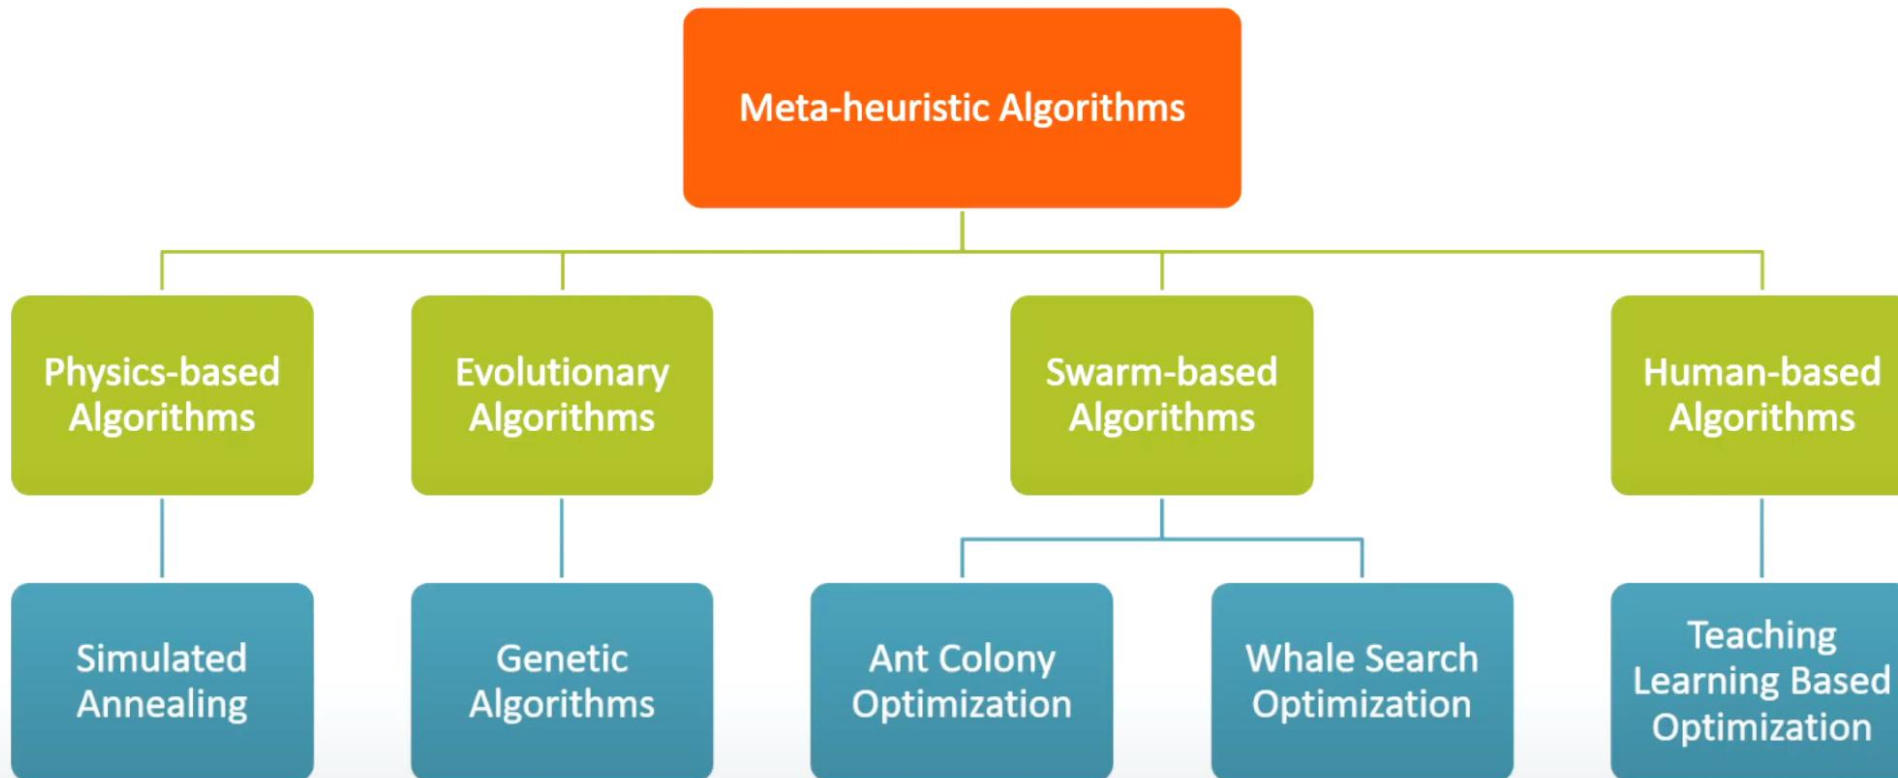 Meta-heuristic Algorithms
Physics-based
Algorithms
Evolutionary
Algorithms
Swarm-based
Algorithms
Human-based
Algorithms
Simulated
Annealing
Genetic
Algorithms
Ant Colony
Optimization
Whale Search
Optimization
Teaching
Learning Based
Optimization